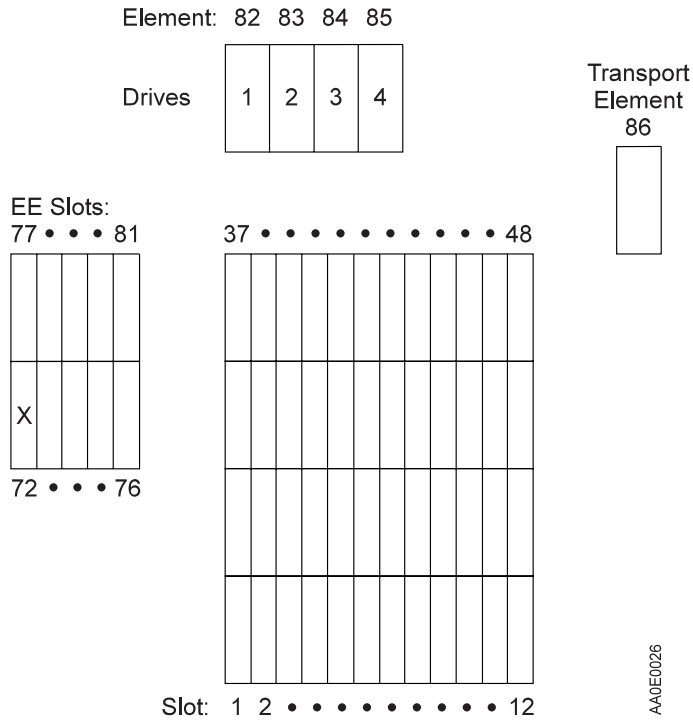 Element: 82 83 84 85
Drives 1 2 3 4
Transport
Element
86
EE Slots:
77 • • • 81
37 • • • • • • • • • • 48
X
72 • • • 76
Slot: 1 2 • • • • • • • • • 12
AA0E0026